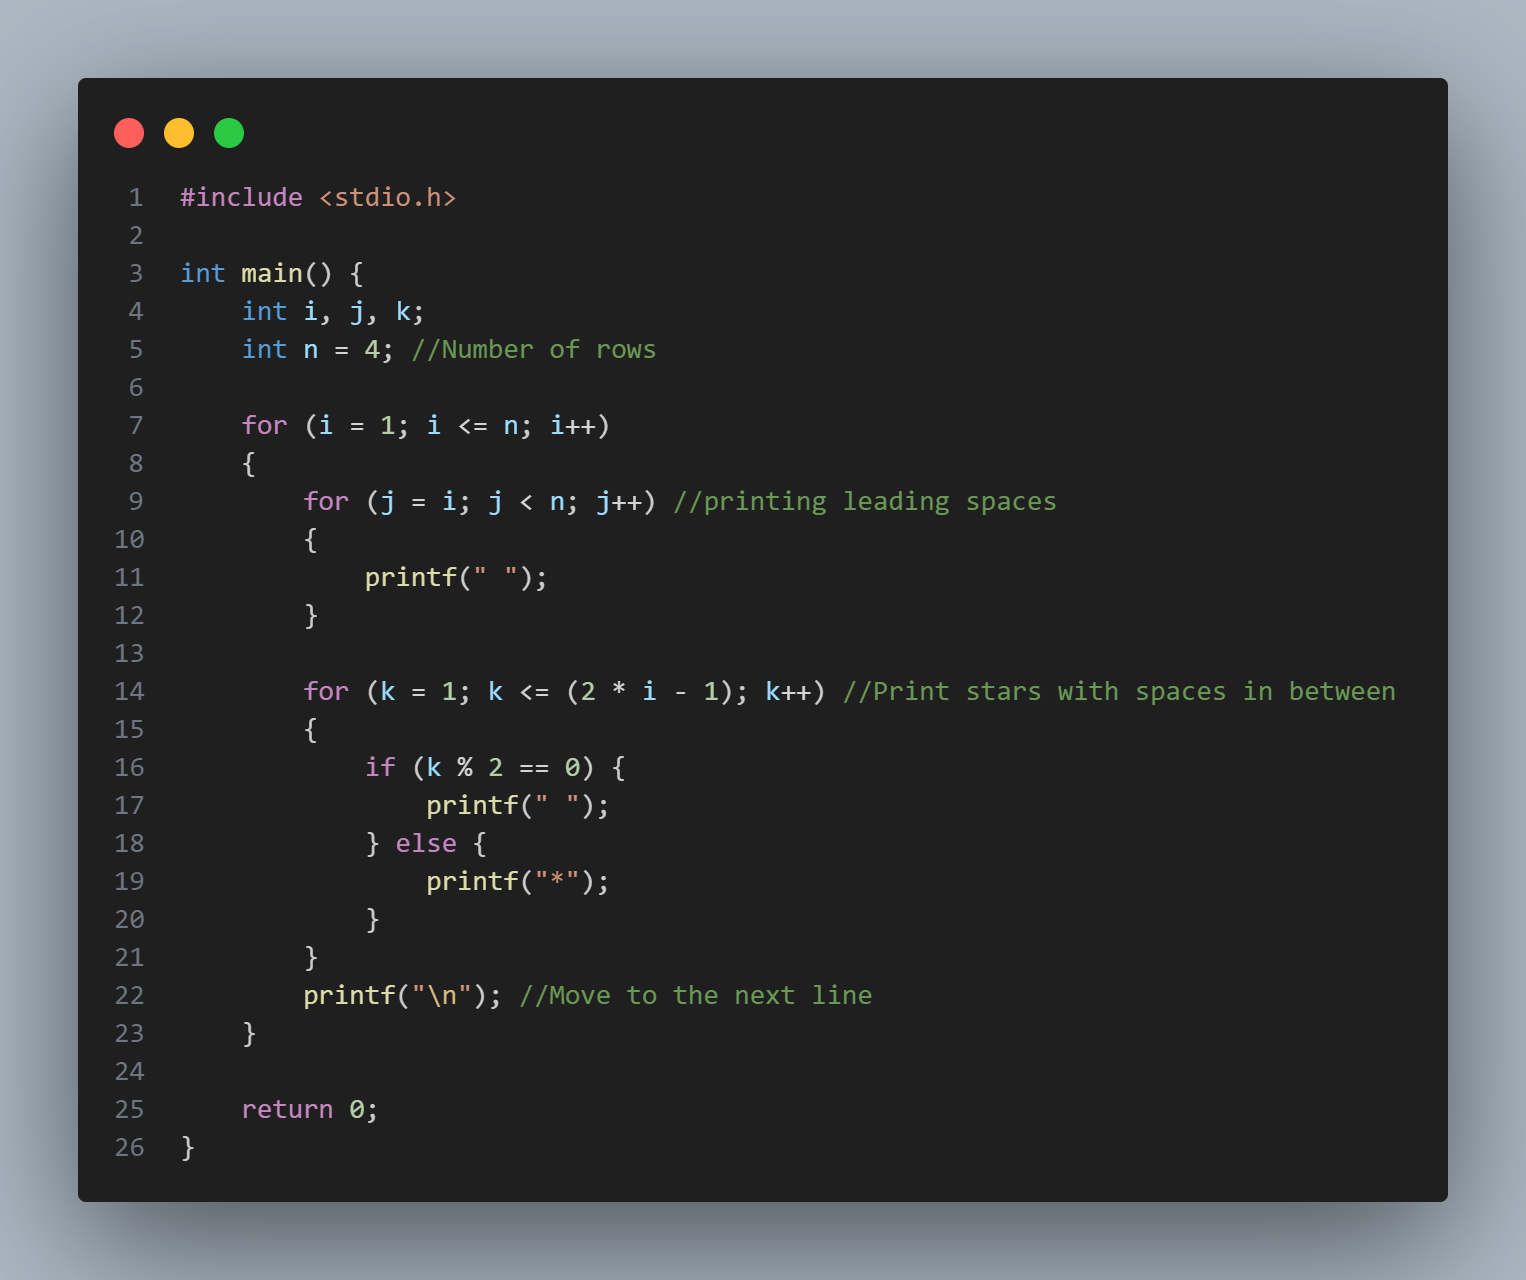 1 #include <stdio.h>
2
3 int main() {
4     int i, j, k;
5     int n = 4; //Number of rows
6
7     for (i = 1; i <= n; i++)
8     {
9         for (j = i; j < n; j++) //printing leading spaces
10         {
11             printf(" ");
12         }
13
14         for (k = 1; k <= (2 * i - 1); k++) //Print stars with spaces in between
15         {
16             if (k % 2 == 0) {
17                 printf(" ");
18             } else {
19                 printf("*");
20             }
21         }
22         printf("\n"); //Move to the next line
23     }
24
25     return 0;
26 }